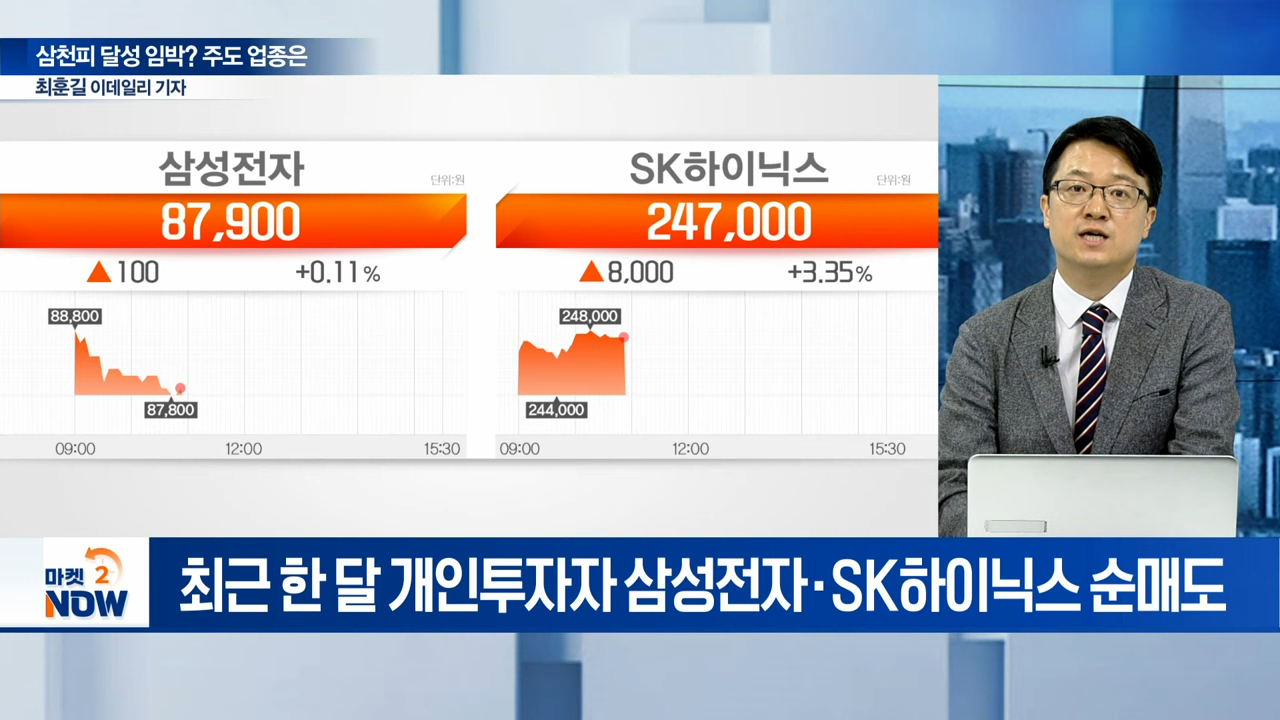 삼천피 달성 임박? 주도 업종은
최훈길 이데일리 기자
삼성전자
단위:원
87,900
▲100 +0.11%
88,800
87,800
09:00 12:00 15:30
SK하이닉스
단위:원
247,000
▲8,000 +3.35%
248,000
244,000
09:00 12:00 15:30
마켓 2
NOW
최근 한 달 개인투자자 삼성전자·SK하이닉스 순매도